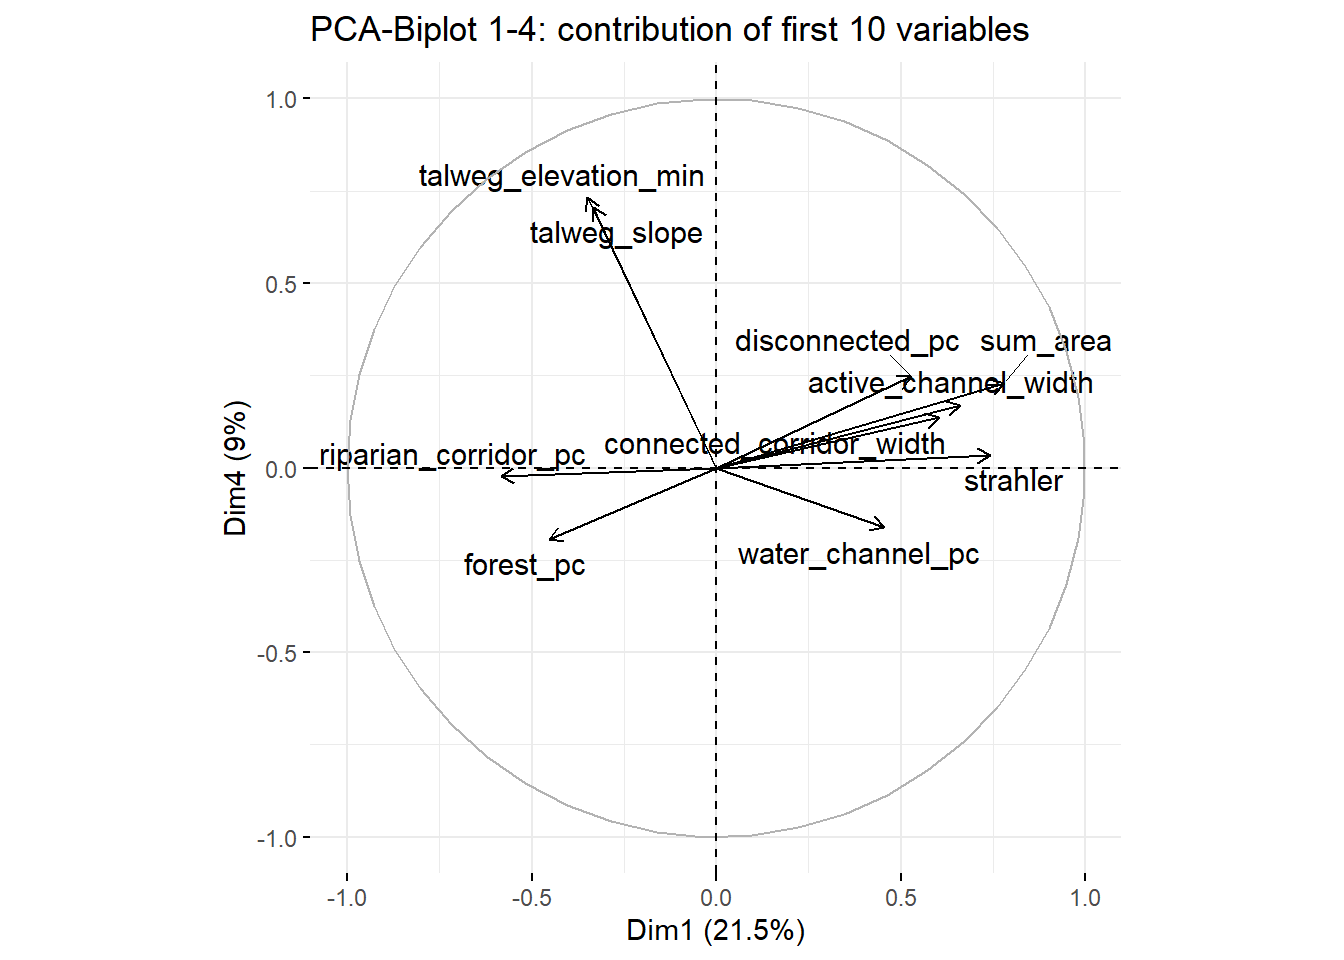 PCA-Biplot 1-4: contribution of first 10 variables
1.0
talweg_elevation_min
talweg_slope
0.5
disconnected_pc
sum_area
active_channel_width
connected_corridor_width
riparian_corridor_pc
0.0
strahler
water_channel_pc
forest_pc
-0.5
-1.0
Dim4 (9%)
-1.0
-0.5
0.0
0.5
1.0
Dim1 (21.5%)